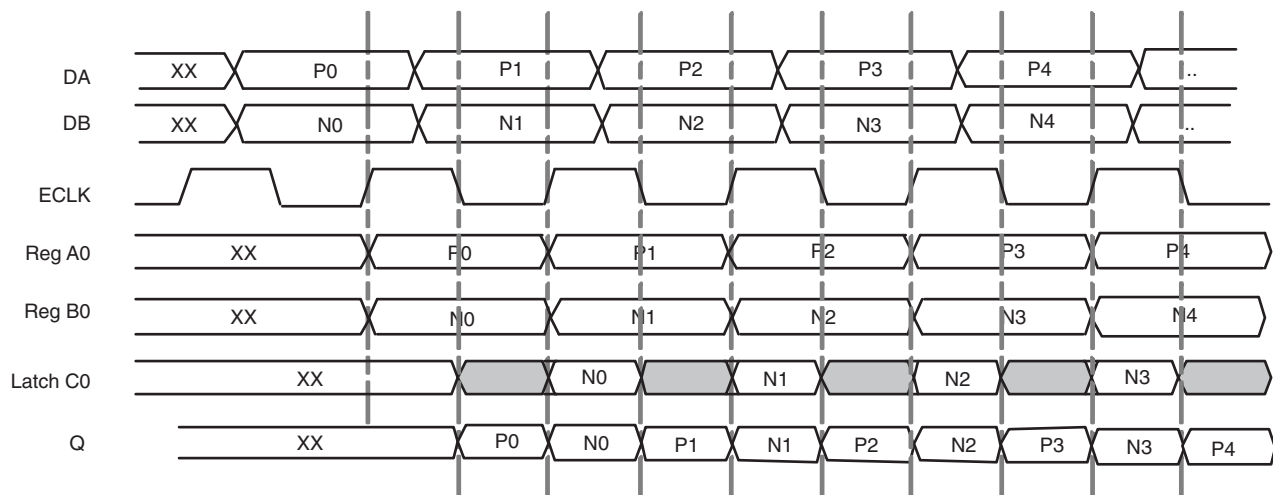 DA XX P0 P1 P2 P3 P4 ..
DB XX N0 N1 N2 N3 N4 ..
ECLK
Reg A0 XX P0 P1 P2 P3 P4
Reg B0 XX N0 N1 N2 N3 N4
Latch C0 XX N0 N1 N2 N3
Q XX P0 N0 P1 N1 P2 N2 P3 N3 P4